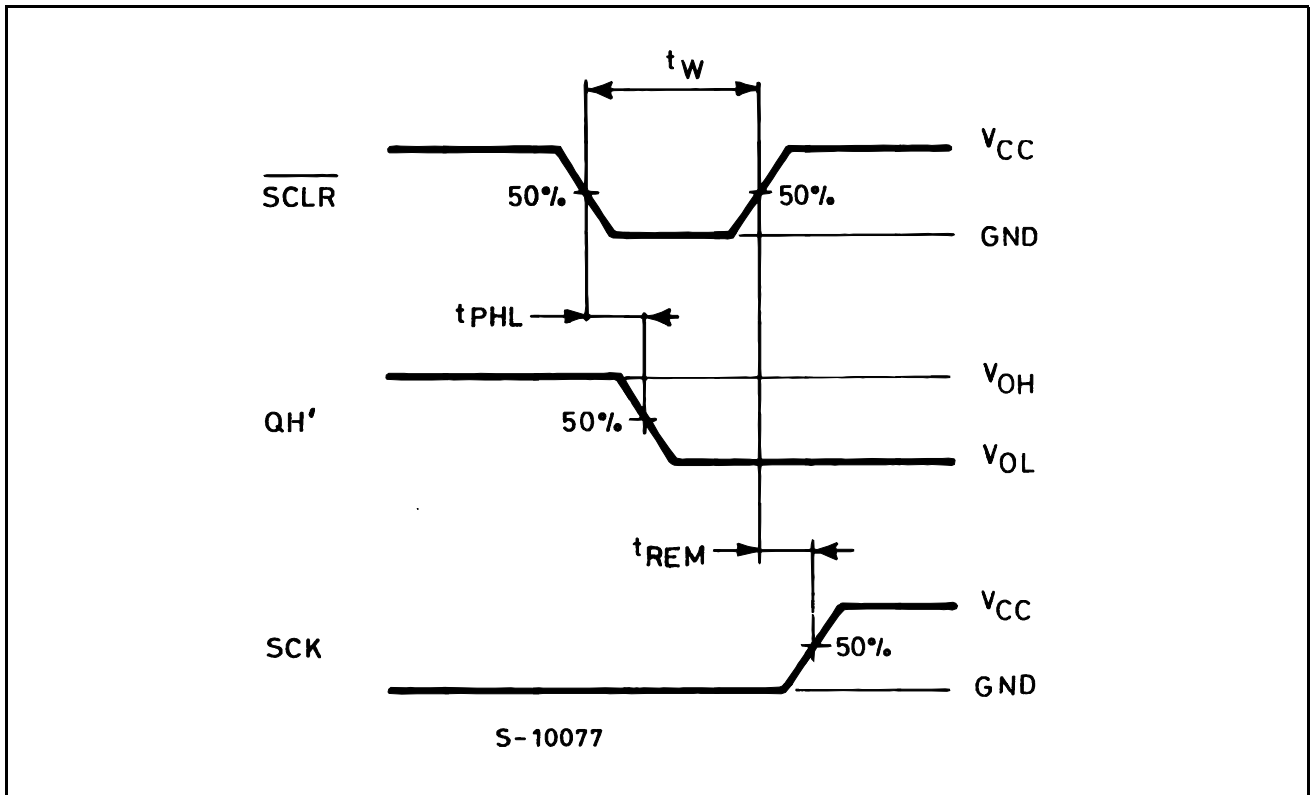 tW
VCC
SCLR
50%
50%
GND
tPHL
VOH
QH'
50%
VOL
tREM
VCC
SCK
50%
GND
S-10077